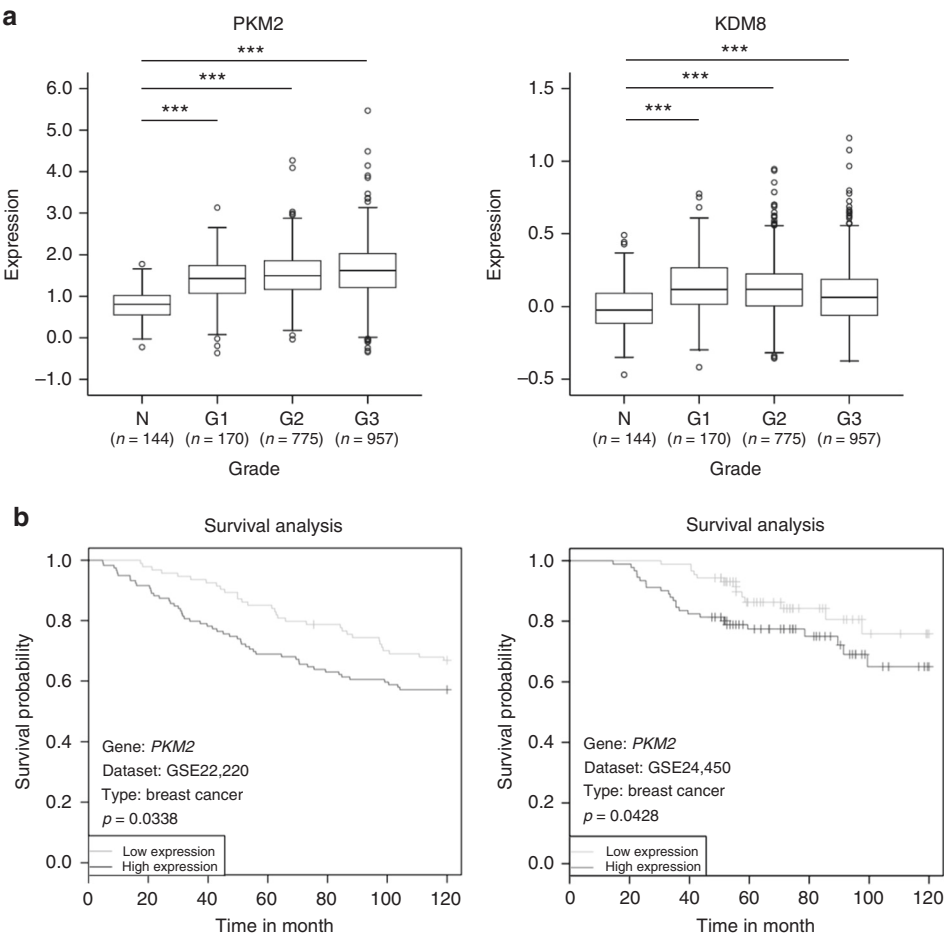 a
PKM2
***
***
***
6.0
5.0
4.0
3.0
2.0
1.0
0.0
–1.0
Expression
N
G1
G2
G3
(n = 144)
(n = 170)
(n = 775)
(n = 957)
Grade
KDM8
***
***
***
1.5
1.0
0.5
0.0
–0.5
Expression
N
G1
G2
G3
(n = 144)
(n = 170)
(n = 775)
(n = 957)
Grade
b
Survival analysis
1.0
0.8
0.6
0.4
0.2
0.0
Survival probability
Gene: PKM2
Dataset: GSE22,220
Type: breast cancer
p = 0.0338
Low expression
High expression
0 20 40 60 80 100 120
Time in month
Survival analysis
1.0
0.8
0.6
0.4
0.2
0.0
Survival probability
Gene: PKM2
Dataset: GSE24,450
Type: breast cancer
p = 0.0428
Low expression
High expression
0 20 40 60 80 100 120
Time in month